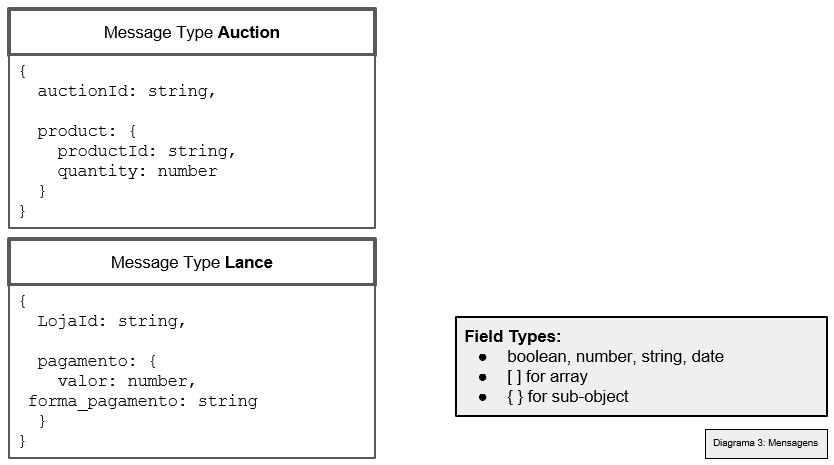 Message Type Auction
{
auctionId: string,
product: {
productId: string,
quantity: number
}
}
Message Type Lance
{
LojaId: string,
pagamento: {
valor: number,
forma_pagamento: string
}
}
Field Types:
● boolean, number, string, date
● [ ] for array
● { } for sub-object
Diagrama 3: Mensagens